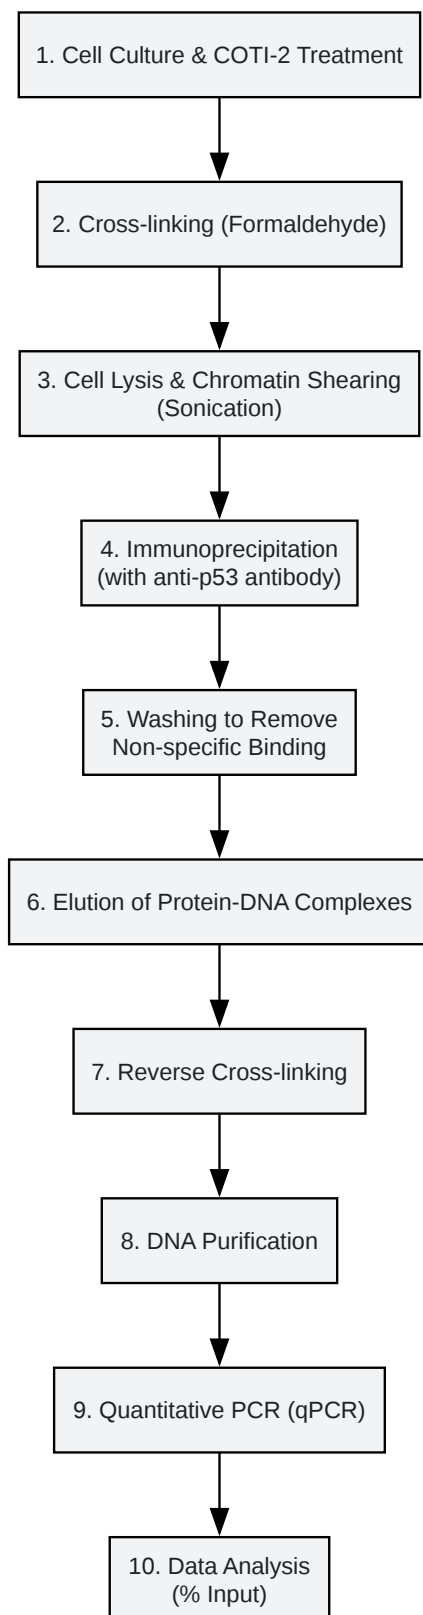 1. Cell Culture & COTI-2 Treatment
2. Cross-linking (Formaldehyde)
3. Cell Lysis & Chromatin Shearing
(Sonication)
4. Immunoprecipitation
(with anti-p53 antibody)
5. Washing to Remove
Non-specific Binding
6. Elution of Protein-DNA Complexes
7. Reverse Cross-linking
8. DNA Purification
9. Quantitative PCR (qPCR)
10. Data Analysis
(% Input)